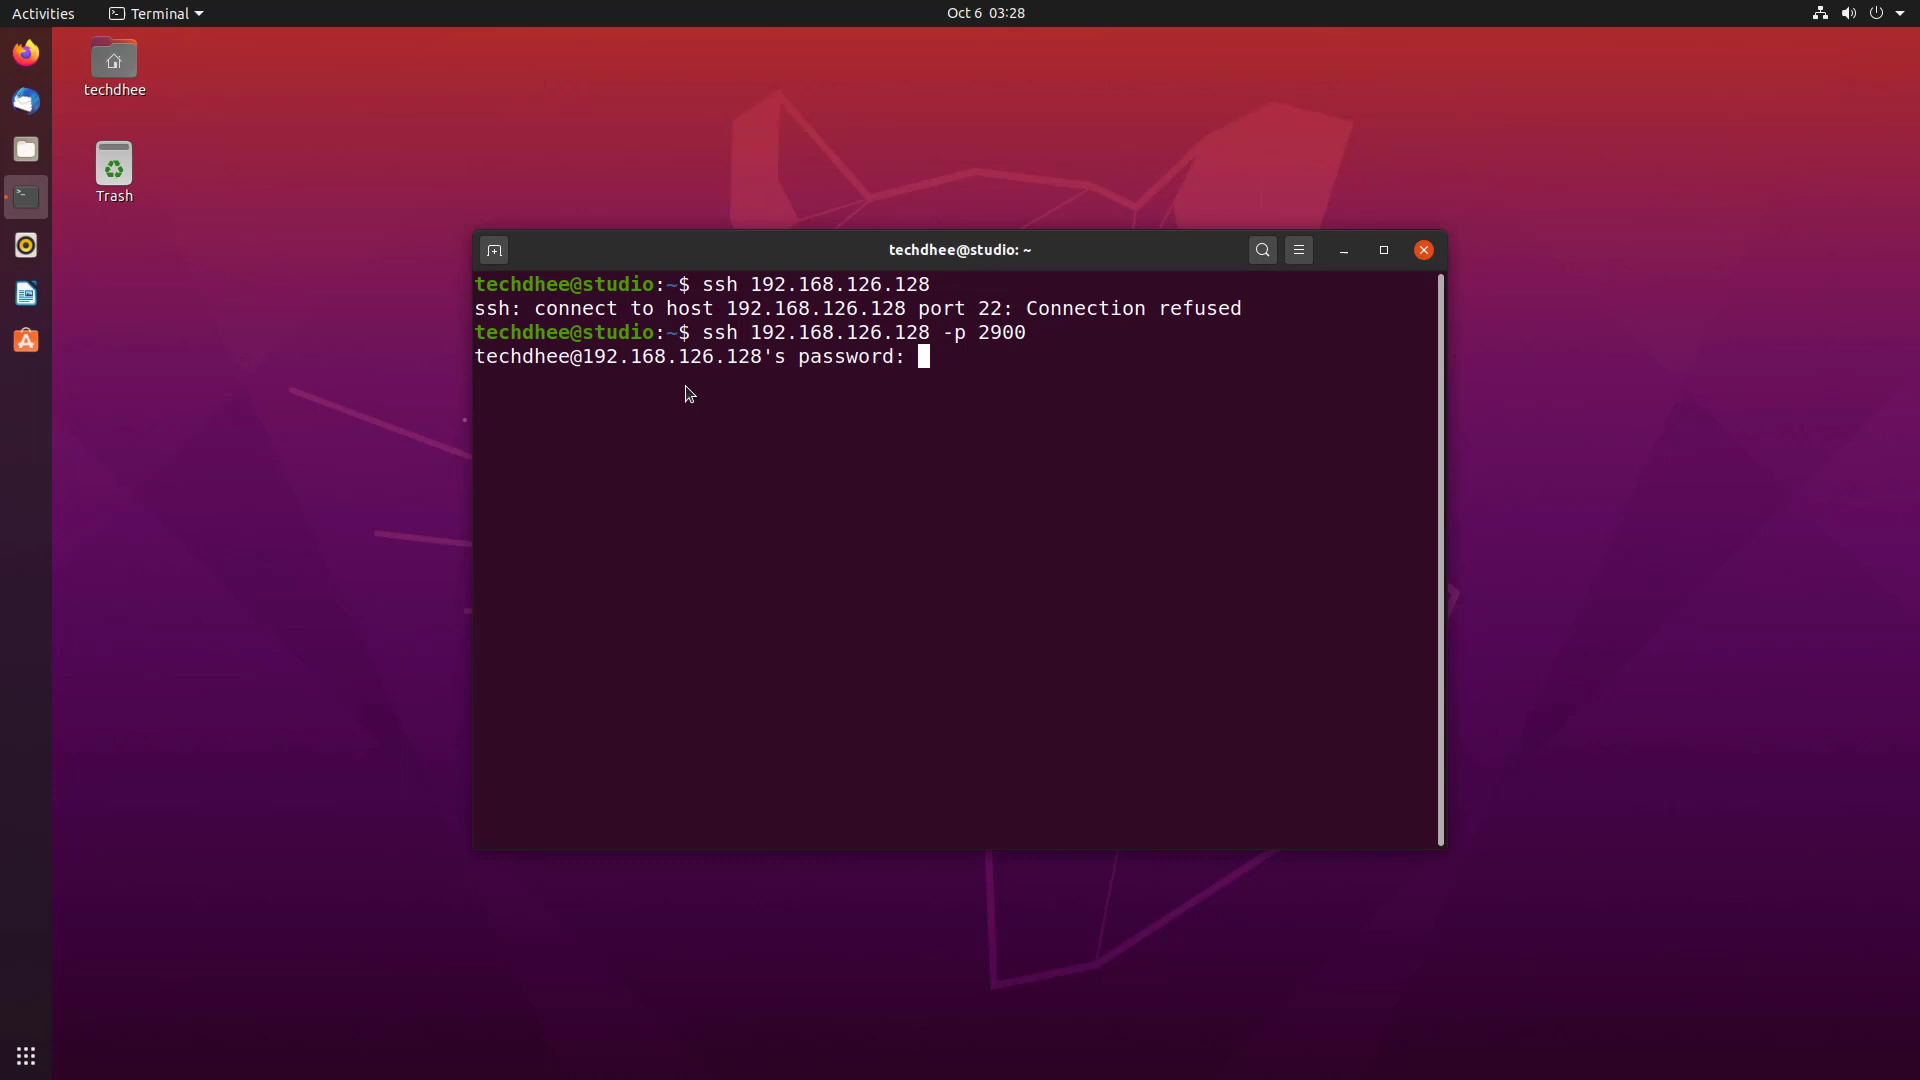 Activities
Terminal
Oct 6 03:28
techdhee
Trash
techdhee@studio: ~
techdhee@studio:~$ ssh 192.168.126.128
ssh: connect to host 192.168.126.128 port 22: Connection refused
techdhee@studio:~$ ssh 192.168.126.128 -p 2900
techdhee@192.168.126.128's password: